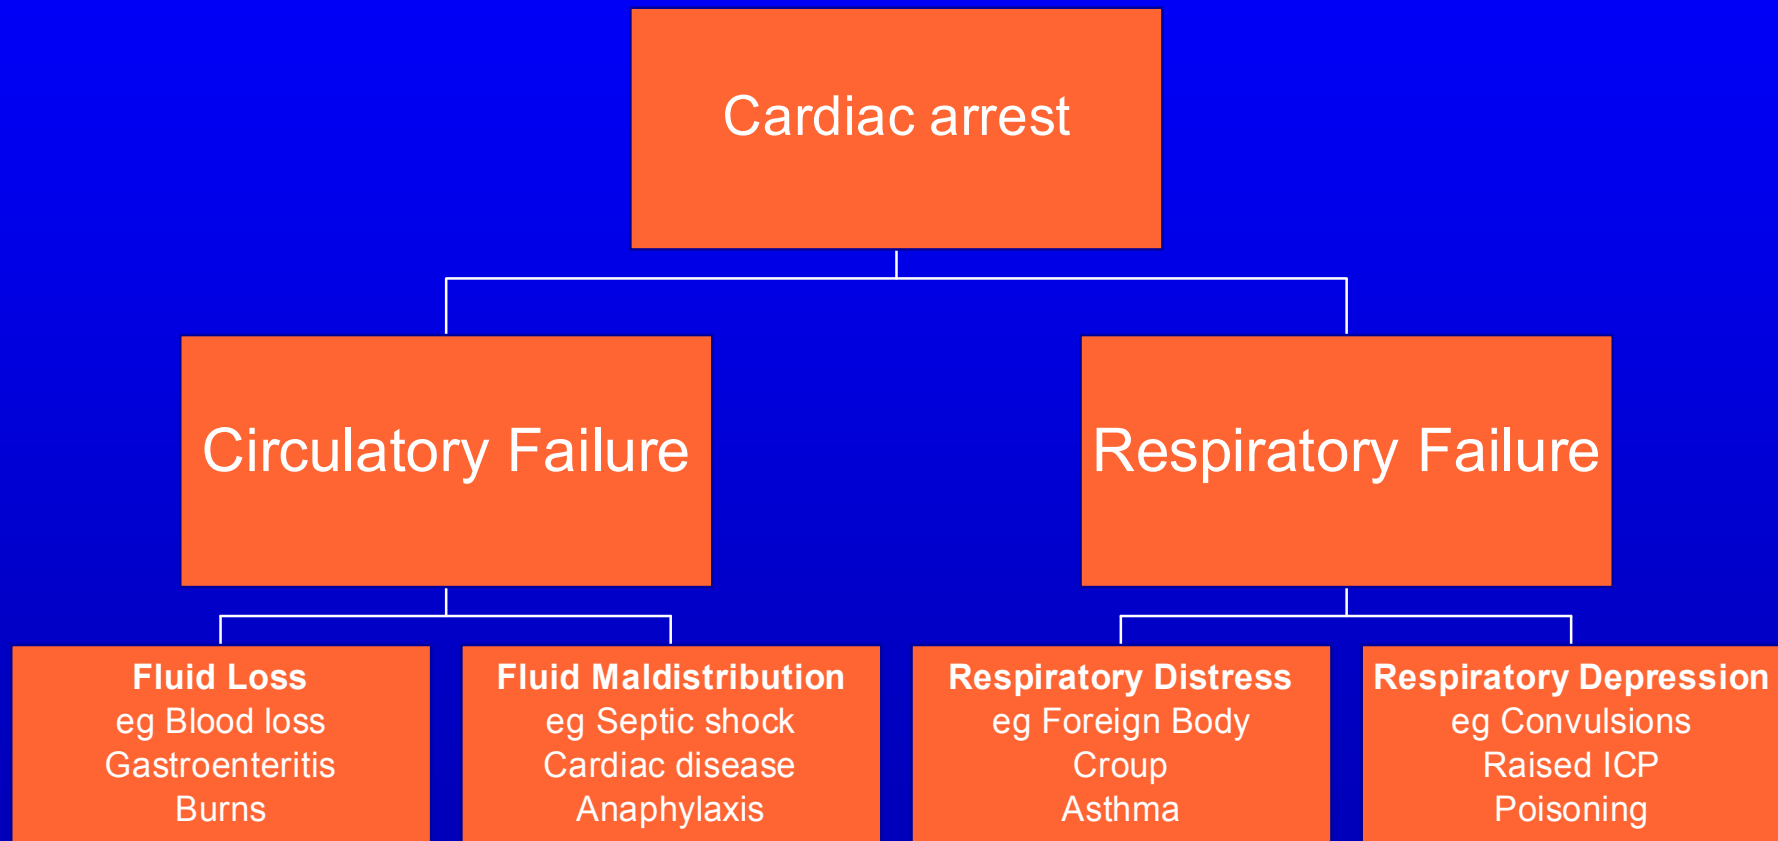 Cardiac arrest
Circulatory Failure
Respiratory Failure
Fluid Loss
eg Blood loss
Gastroenteritis
Burns
Fluid Maldistribution
eg Septic shock
Cardiac disease
Anaphylaxis
Respiratory Distress
eg Foreign Body
Croup
Asthma
Respiratory Depression
eg Convulsions
Raised ICP
Poisoning